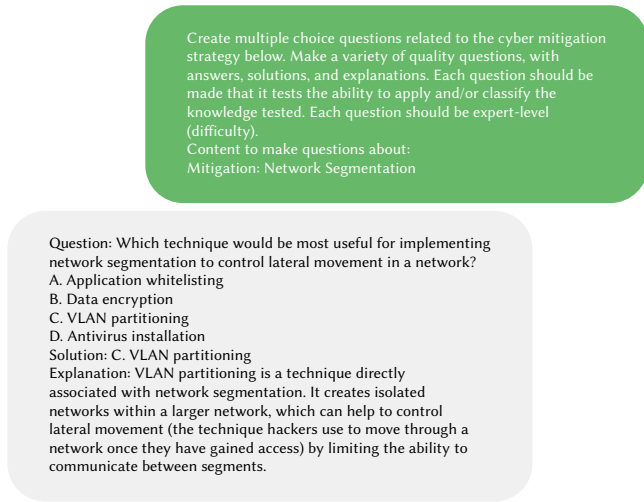 Create multiple choice questions related to the cyber mitigation
strategy below. Make a variety of quality questions, with
answers, solutions, and explanations. Each question should be
made that it tests the ability to apply and/or classify the
knowledge tested. Each question should be expert-level
(difficulty).
Content to make questions about:
Mitigation: Network Segmentation
Question: Which technique would be most useful for implementing
network segmentation to control lateral movement in a network?
A. Application whitelisting
B. Data encryption
C. VLAN partitioning
D. Antivirus installation
Solution: C. VLAN partitioning
Explanation: VLAN partitioning is a technique directly
associated with network segmentation. It creates isolated
networks within a larger network, which can help to control
lateral movement (the technique hackers use to move through a
network once they have gained access) by limiting the ability to
communicate between segments.